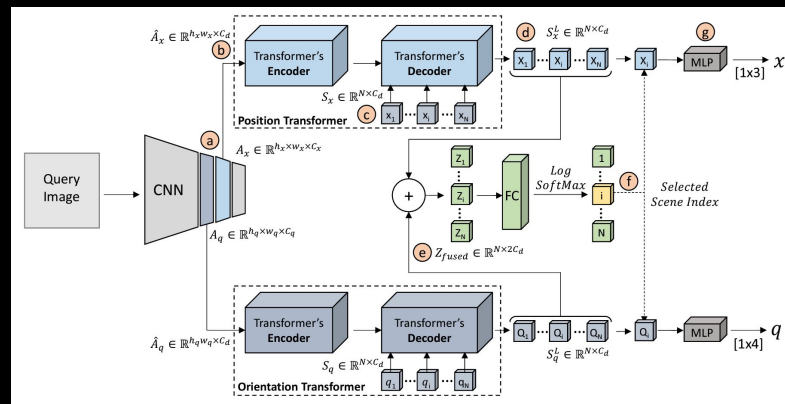 Â_x ∈ ℝ^{h_x w_x × C_d}
b
Transformer's
Encoder
Transformer's
Decoder
d
S_x^L ∈ ℝ^{N×C_d}
X_1 ... X_i ... X_N
X_i
g
MLP
x
[1x3]
S_x ∈ ℝ^{N×C_d}
c
x_1 ... x_i ... x_N
Position Transformer
a
A_x ∈ ℝ^{h_x×w_x×C_x}
Query
Image
CNN
A_q ∈ ℝ^{h_q×w_q×C_q}
+
Z_1
Z_i
Z_N
FC
Log
SoftMax
1
i
N
f
Selected
Scene Index
e
Z_{fused} ∈ ℝ^{N×2C_d}
Â_q ∈ ℝ^{h_q w_q × C_d}
Transformer's
Encoder
Transformer's
Decoder
Q_1 ... Q_i ... Q_N
Q_i
MLP
q
[1x4]
S_q^L ∈ ℝ^{N×C_d}
S_q ∈ ℝ^{N×C_d}
q_1 ... q_i ... q_N
Orientation Transformer